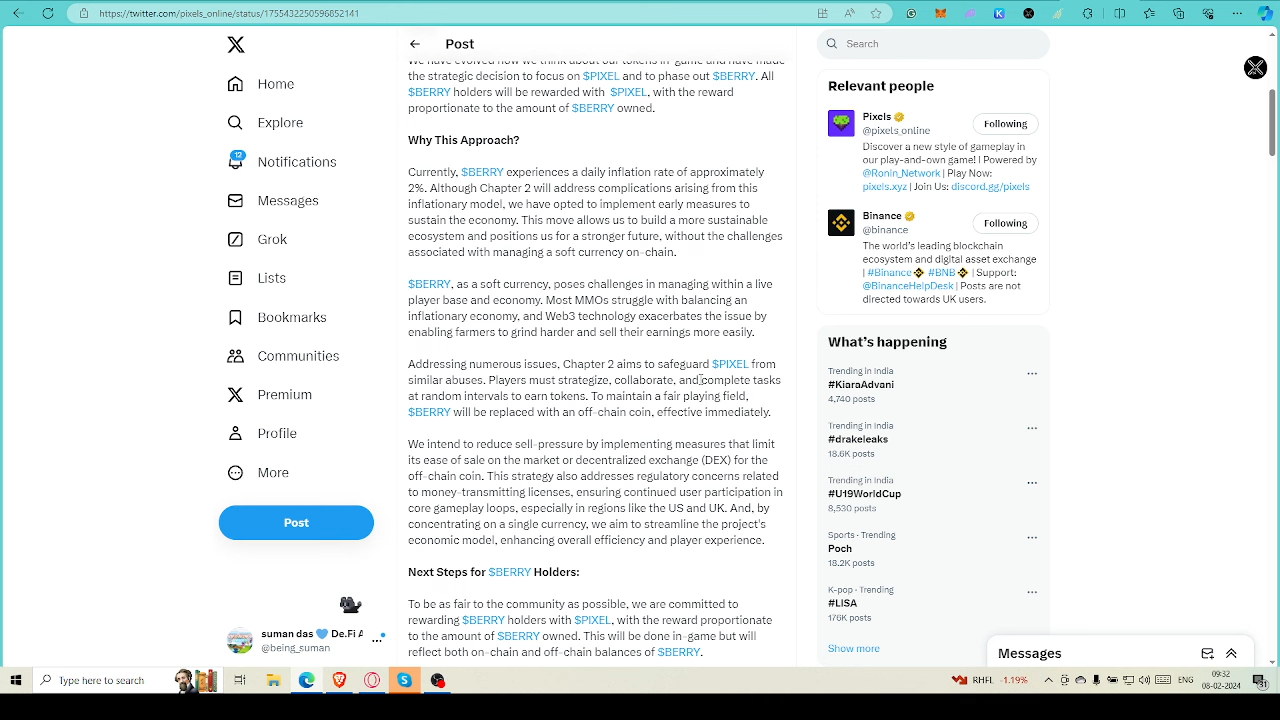 https://twitter.com/pixels_online/status/1755432250596852141
Home
Explore
12
Notifications
Messages
Grok
Lists
Bookmarks
Communities
Premium
Profile
More
Post
suman das 💙 De.Fi A
@being_suman
Post
We have evolved how we think about our tokens in-game and have made
the strategic decision to focus on $PIXEL and to phase out $BERRY. All
$BERRY holders will be rewarded with $PIXEL, with the reward
proportionate to the amount of $BERRY owned.
Why This Approach?
Currently, $BERRY experiences a daily inflation rate of approximately
2%. Although Chapter 2 will address complications arising from this
inflationary model, we have opted to implement early measures to
sustain the economy. This move allows us to build a more sustainable
ecosystem and positions us for a stronger future, without the challenges
associated with managing a soft currency on-chain.
$BERRY, as a soft currency, poses challenges in managing within a live
player base and economy. Most MMOs struggle with balancing an
inflationary economy, and Web3 technology exacerbates the issue by
enabling farmers to grind harder and sell their earnings more easily.
Addressing numerous issues, Chapter 2 aims to safeguard $PIXEL from
similar abuses. Players must strategize, collaborate, and complete tasks
at random intervals to earn tokens. To maintain a fair playing field,
$BERRY will be replaced with an off-chain coin, effective immediately.
We intend to reduce sell-pressure by implementing measures that limit
its ease of sale on the market or decentralized exchange (DEX) for the
off-chain coin. This strategy also addresses regulatory concerns related
to money-transmitting licenses, ensuring continued user participation in
core gameplay loops, especially in regions like the US and UK. And, by
concentrating on a single currency, we aim to streamline the project's
economic model, enhancing overall efficiency and player experience.
Next Steps for $BERRY Holders:
To be as fair to the community as possible, we are committed to
rewarding $BERRY holders with $PIXEL, with the reward proportionate
to the amount of $BERRY owned. This will be done in-game but will
reflect both on-chain and off-chain balances of $BERRY.
Search
Relevant people
Pixels
@pixels_online
Following
Discover a new style of gameplay in
our play-and-own game! | Powered by
@Ronin_Network | Play Now:
pixels.xyz | Join Us: discord.gg/pixels
Binance
@binance
Following
The world's leading blockchain
ecosystem and digital asset exchange
| #Binance #BNB | Support:
@BinanceHelpDesk | Posts are not
directed towards UK users.
What's happening
Trending in India
#KiaraAdvani
4,740 posts
Trending in India
#drakeleaks
18.6K posts
Trending in India
#U19WorldCup
8,530 posts
Sports · Trending
Poch
18.2K posts
K-pop · Trending
#LISA
176K posts
Show more
Messages
Type here to search
RHFL -1.19%
ENG
09:32
08-02-2024